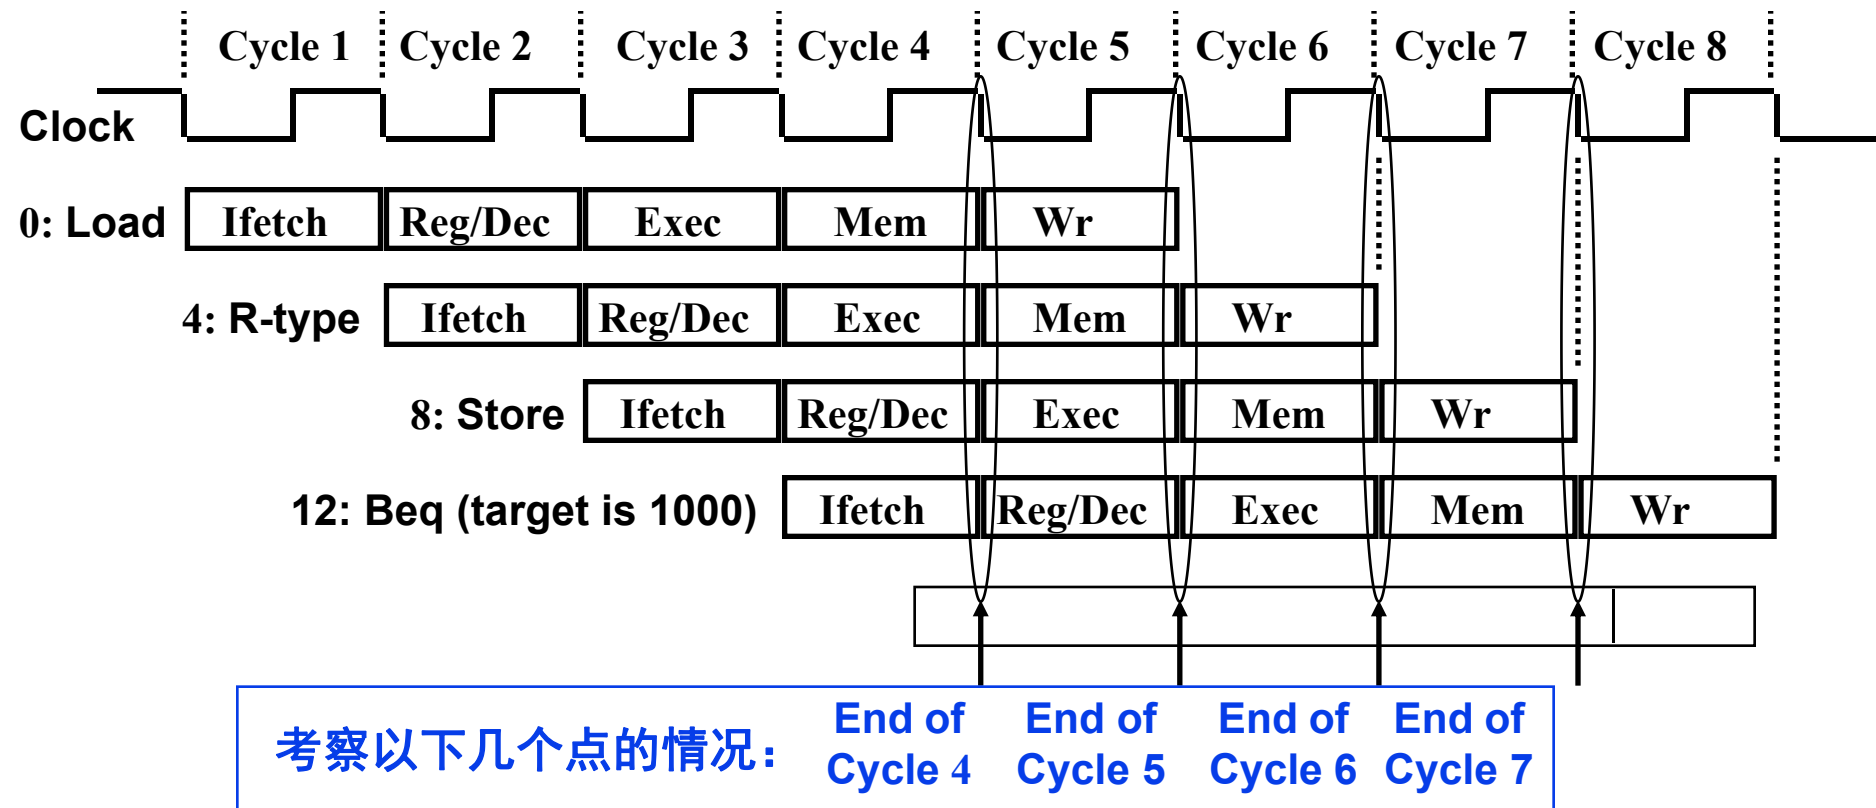 Cycle 1 Cycle 2 Cycle 3 Cycle 4 Cycle 5 Cycle 6 Cycle 7 Cycle 8
Clock
0: Load Ifetch Reg/Dec Exec Mem Wr
4: R-type Ifetch Reg/Dec Exec Mem Wr
8: Store Ifetch Reg/Dec Exec Mem Wr
12: Beq (target is 1000) Ifetch Reg/Dec Exec Mem Wr
考察以下几个点的情况：
End of Cycle 4
End of Cycle 5
End of Cycle 6
End of Cycle 7